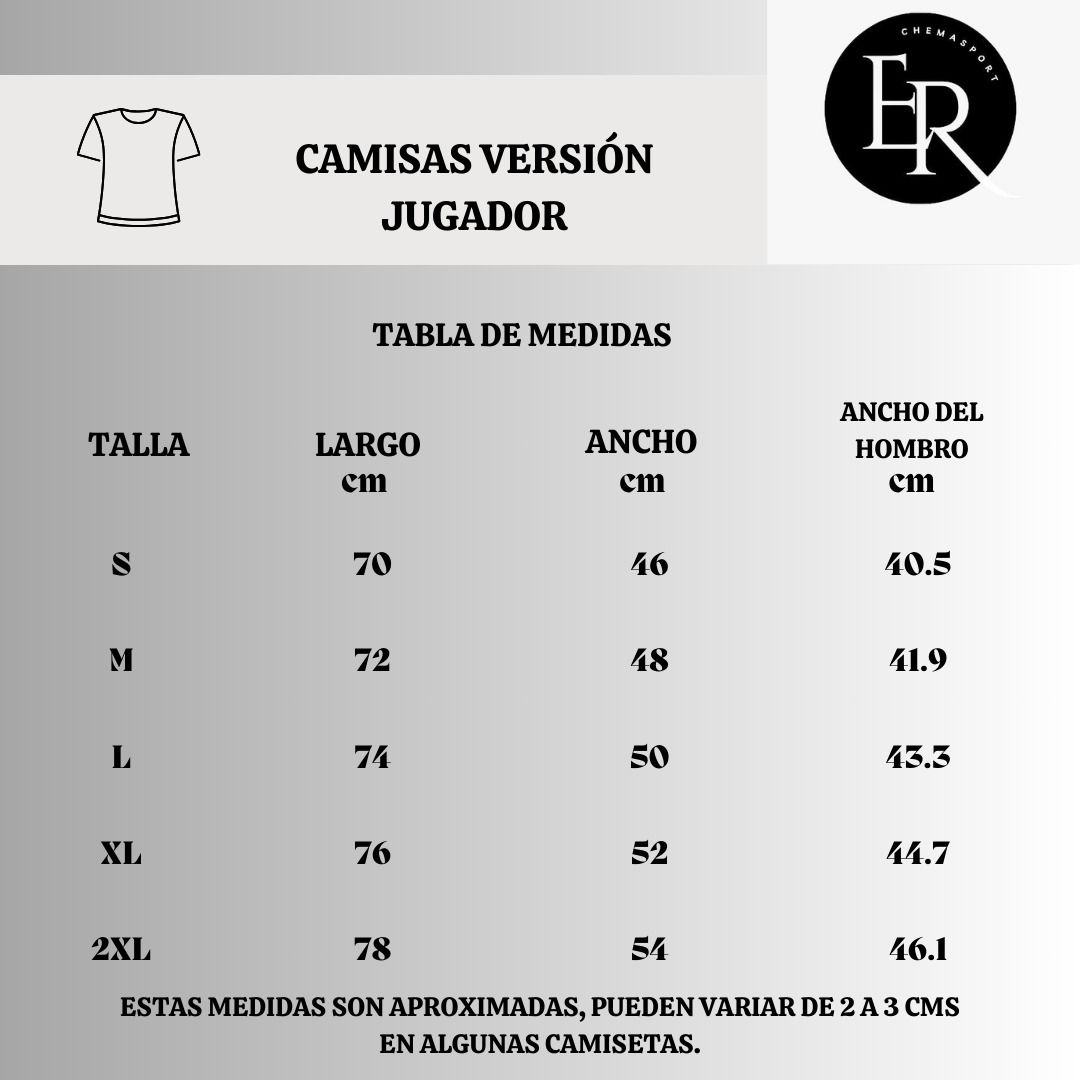 CHEMASPORT
ER
CAMISAS VERSIÓN
JUGADOR
TABLA DE MEDIDAS
TALLA LARGO cm ANCHO cm ANCHO DEL HOMBRO cm
S 70 46 40.5
M 72 48 41.9
L 74 50 43.3
XL 76 52 44.7
2XL 78 54 46.1
ESTAS MEDIDAS SON APROXIMADAS, PUEDEN VARIAR DE 2 A 3 CMS
EN ALGUNAS CAMISETAS.